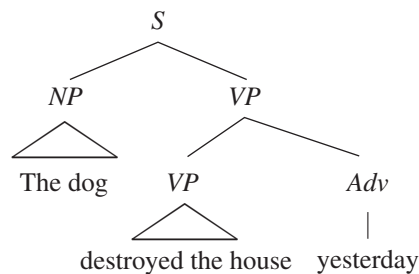 S
NP VP
The dog VP Adv
destroyed the house yesterday